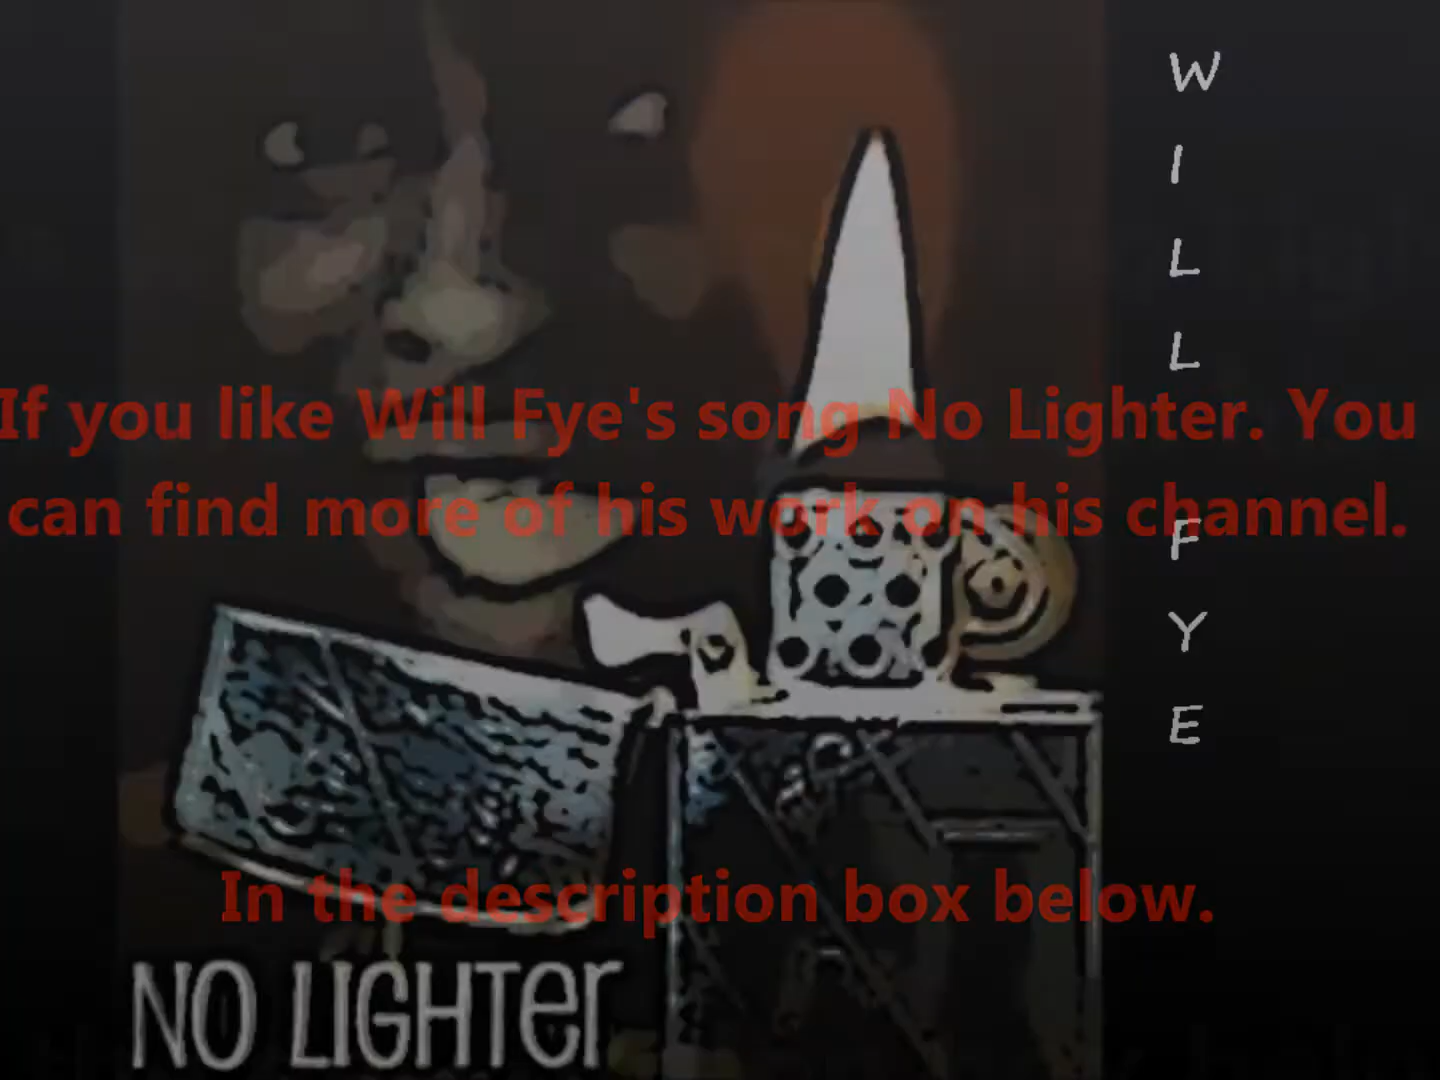 W
I
L
L
F
Y
E
If you like Will Fye's song No Lighter. You
can find more of his work on his channel.
In the description box below.
NO LIGHTer